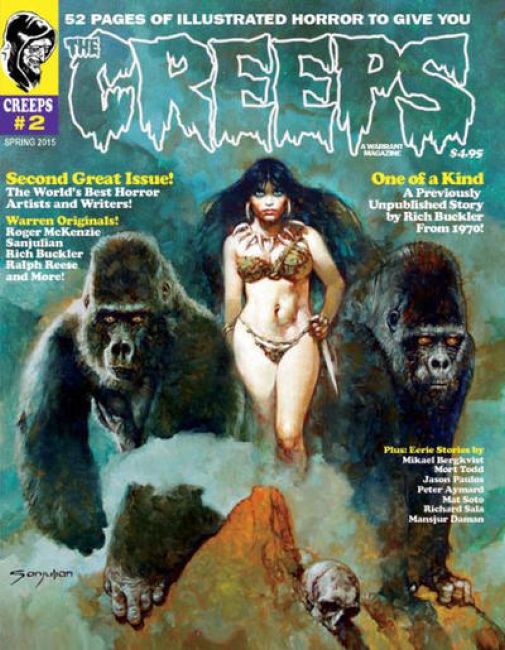 52 PAGES OF ILLUSTRATED HORROR TO GIVE YOU
THE
CREEPS
CREEPS
#2
SPRING 2015
A WARRANT
MAGAZINE
$4.95
Second Great Issue!
The World's Best Horror
Artists and Writers!
Warren Originals!
Roger McKenzie
Sanjulian
Rich Buckler
Ralph Reese
and More!
One of a Kind
A Previously
Unpublished Story
by Rich Buckler
From 1970!
Plus: Eerie Stories by
Mikael Bergkvist
Mort Todd
Jason Paulos
Peter Aymard
Mat Soto
Richard Sala
Mansjur Daman
Sanjulian